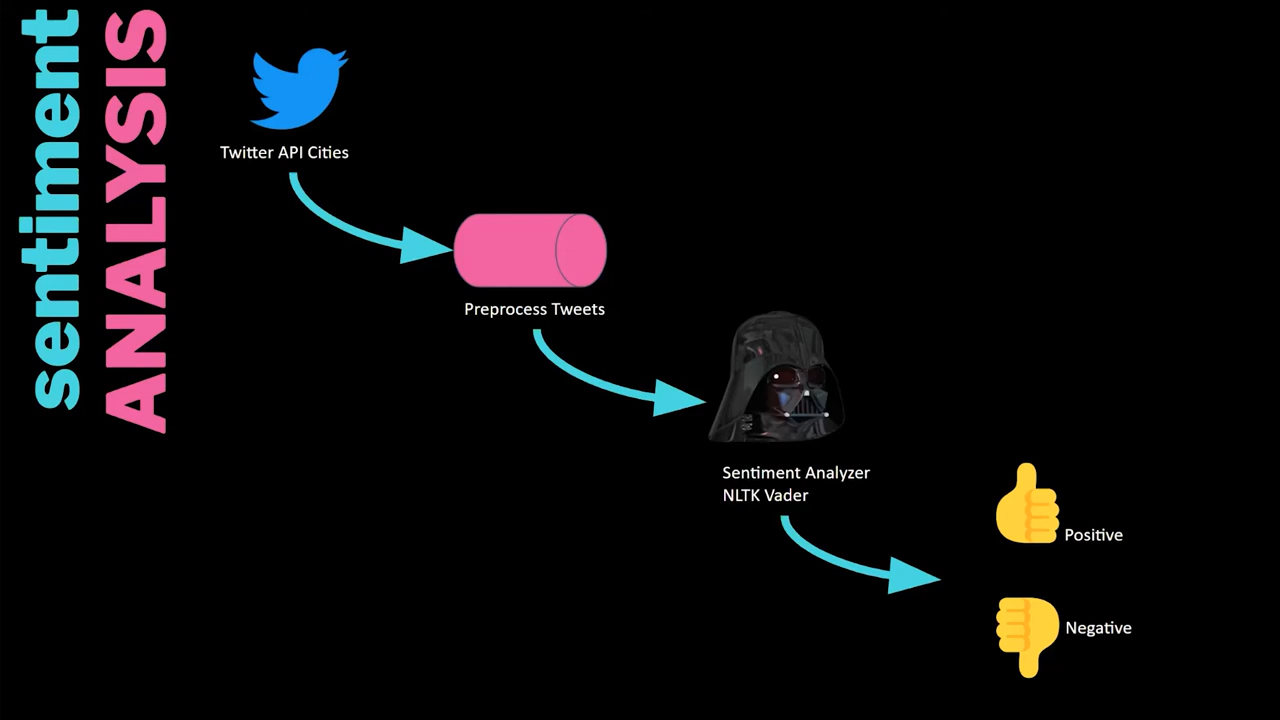 sentiment
ANALYSIS
Twitter API Cities
Preprocess Tweets
Sentiment Analyzer
NLTK Vader
Positive
Negative